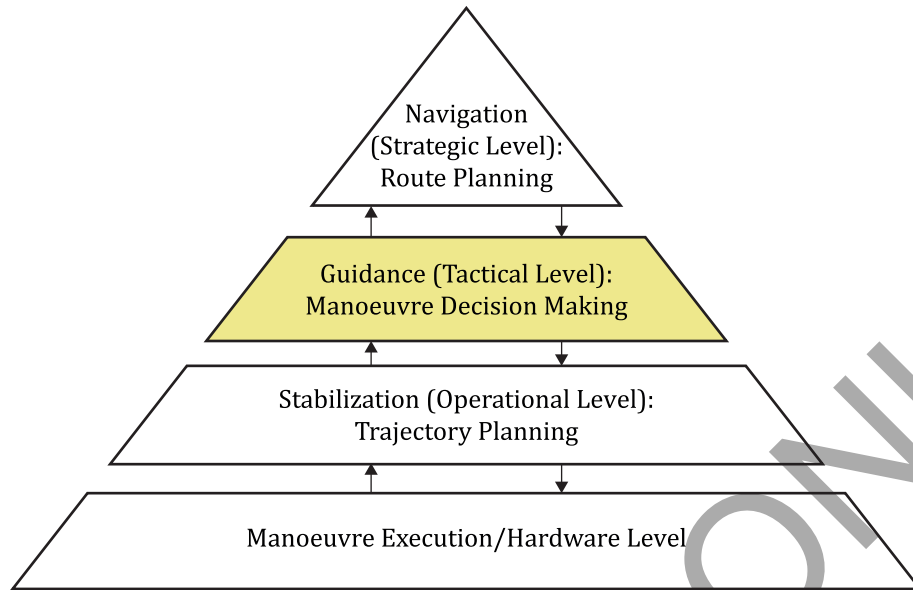 Navigation
(Strategic Level):
Route Planning
Guidance (Tactical Level):
Manoeuvre Decision Making
Stabilization (Operational Level):
Trajectory Planning
Manoeuvre Execution/Hardware Level